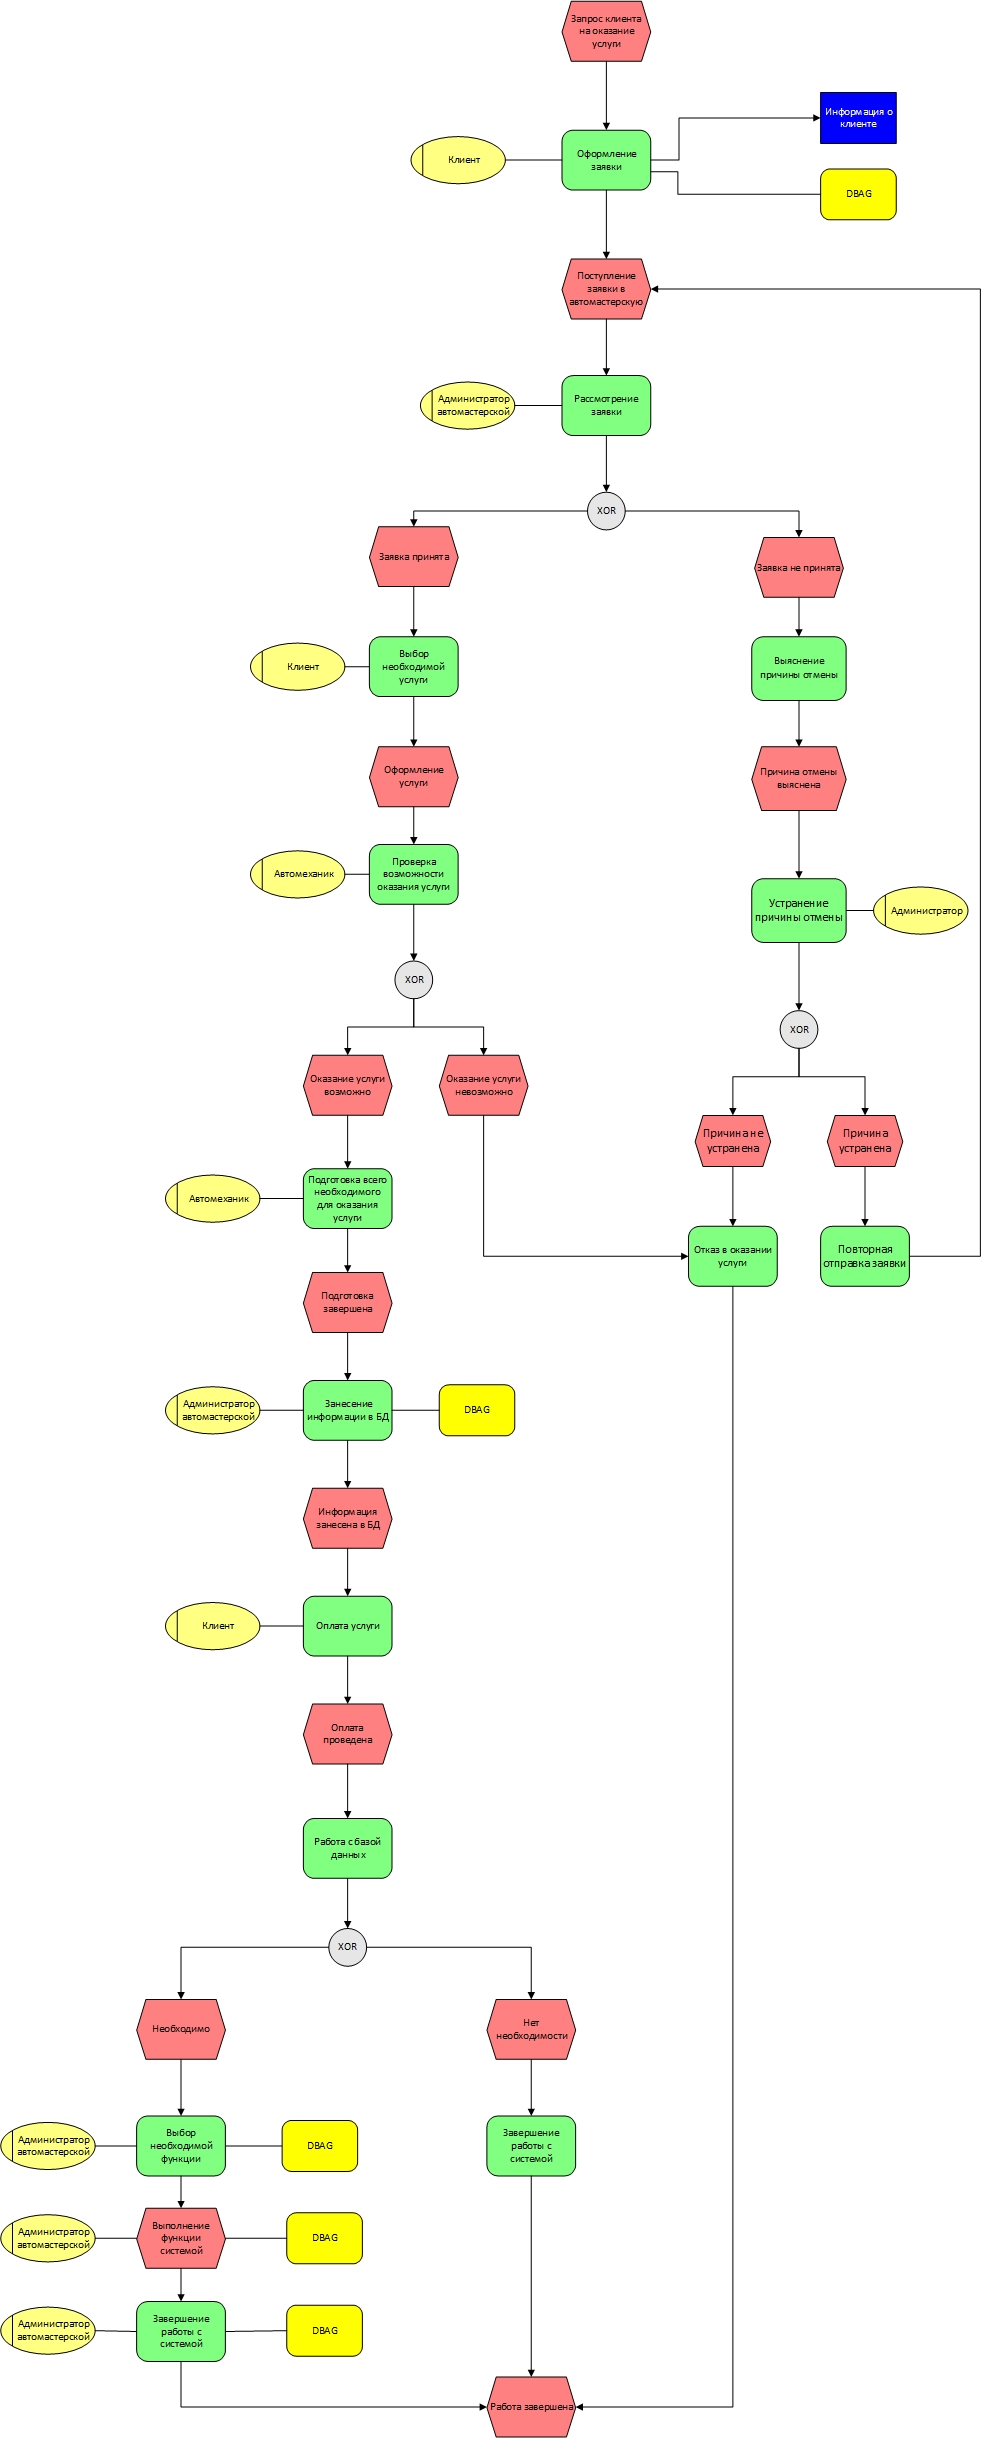 Запрос клиента
на оказание
услуги
Информация о
клиенте
Клиент
Оформление
заявки
DBAG
Поступление
заявки в
автомастерскую
Администратор
автомастерской
Рассмотрение
заявки
XOR
Заявка принята
Заявка не принята
Клиент
Выбор
необходимой
услуги
Выяснение
причины отмены
Оформление
услуги
Причина отмены
выяснена
Автомеханик
Проверка
возможности
оказания услуги
Устранение
причины отмены
Администратор
XOR
XOR
Оказание услуги
возможно
Оказание услуги
невозможно
Причина не
устранена
Причина
устранена
Автомеханик
Подготовка всего
необходимого
для оказания
услуги
Отказ в оказании
услуги
Повторная
отправка заявки
Подготовка
завершена
Администратор
автомастерской
Занесение
информации в БД
DBAG
Информация
занесена в БД
Клиент
Оплата услуги
Оплата
проведена
Работа с базой
данных
XOR
Необходимо
Нет
необходимости
Администратор
автомастерской
Выбор
необходимой
функции
DBAG
Завершение
работы с
системой
Администратор
автомастерской
Выполнение
функции
системой
DBAG
Администратор
автомастерской
Завершение
работы с
системой
DBAG
Работа завершена